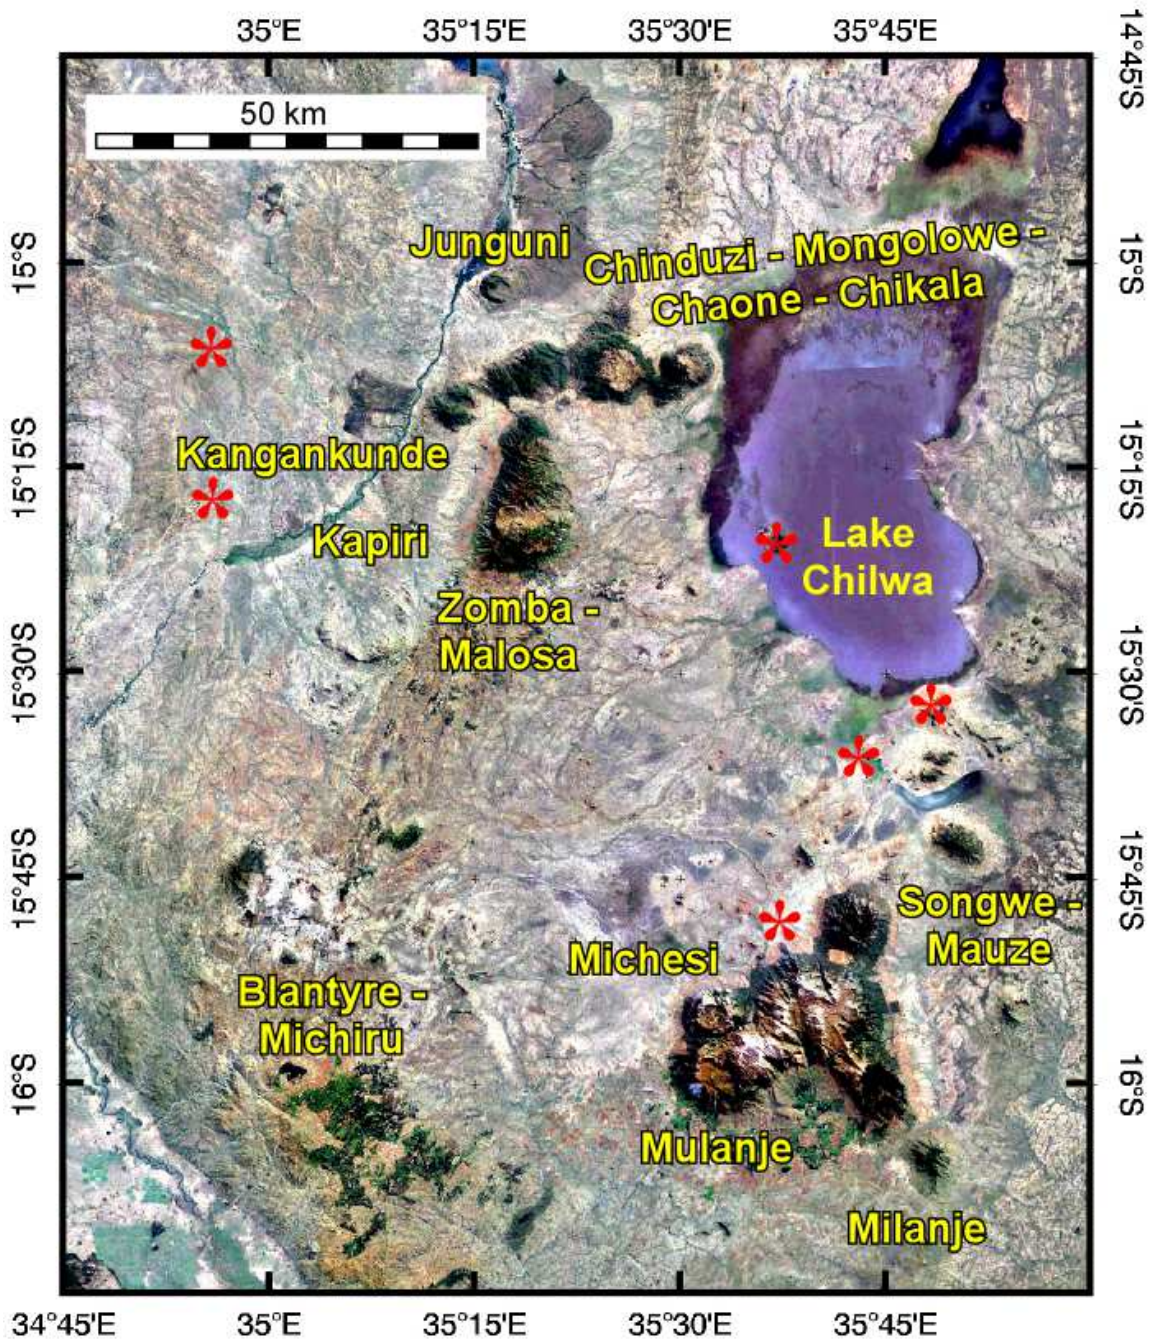 35°E 35°15'E 35°30'E 35°45'E
14°45'S
50 km
15°S
Junguni
Chinduzi - Mongolowe -
Chaone - Chikala
15°S
15°15'S
Kangankunde
15°15'S
Kapiri
Lake
Chilwa
Zomba -
Malosa
15°30'S
15°30'S
15°45'S
15°45'S
Songwe -
Mauze
Michesi
Blantyre -
Michiru
16°S
16°S
Mulanje
Milanje
34°45'E 35°E 35°15'E 35°30'E 35°45'E